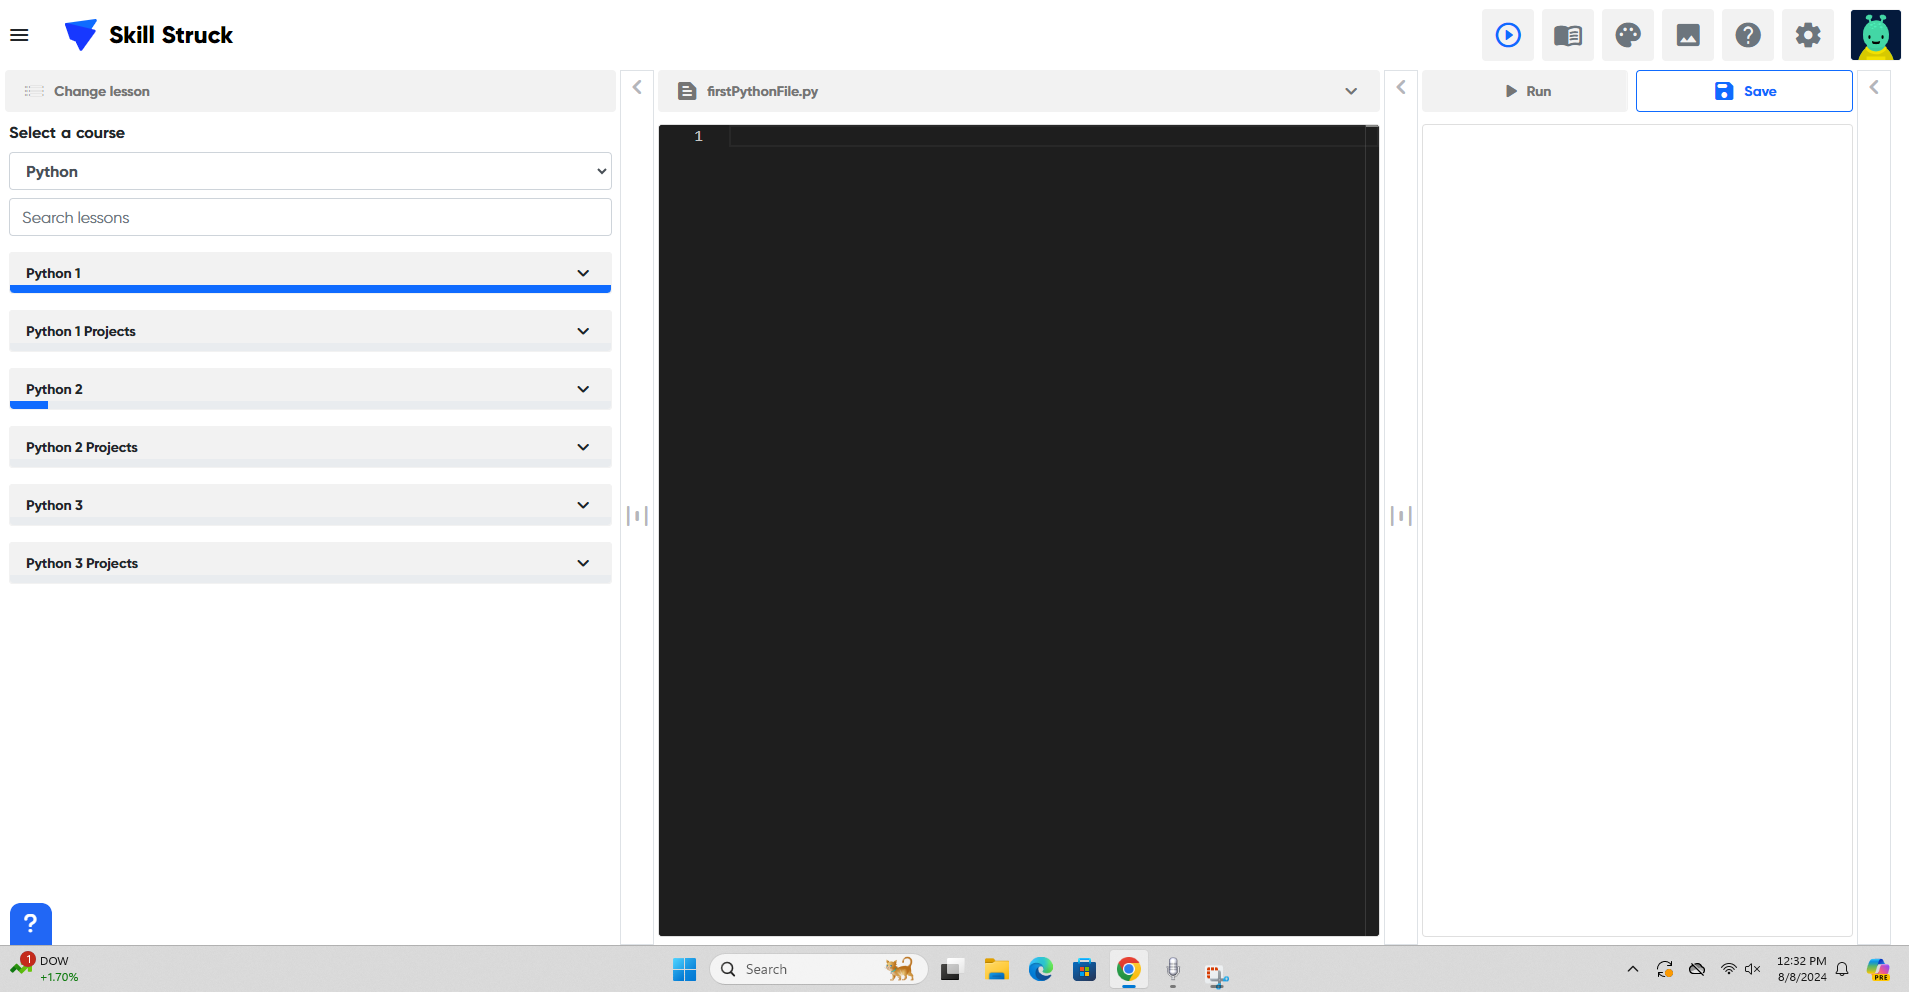 Skill Struck
Change lesson
Select a course
Python
Search lessons
Python 1
Python 1 Projects
Python 2
Python 2 Projects
Python 3
Python 3 Projects
?
firstPythonFile.py
1
Run
Save
1
DOW
+1.70%
Search
12:32 PM
8/8/2024
PRE